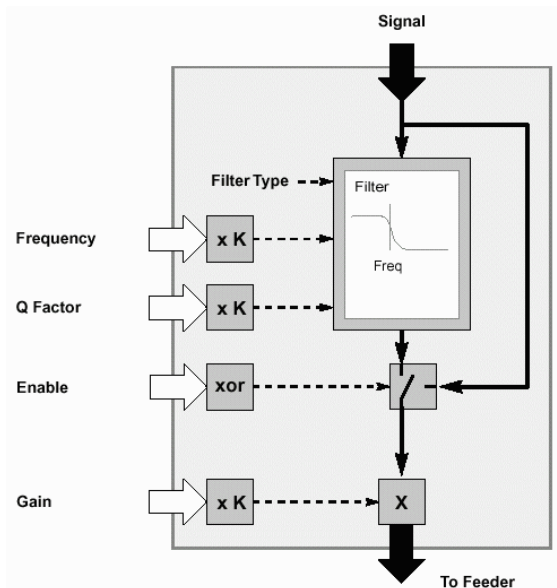 Signal
Filter Type
Filter
Frequency
x K
Freq
Q Factor
x K
Enable
xor
Gain
x K
X
To Feeder